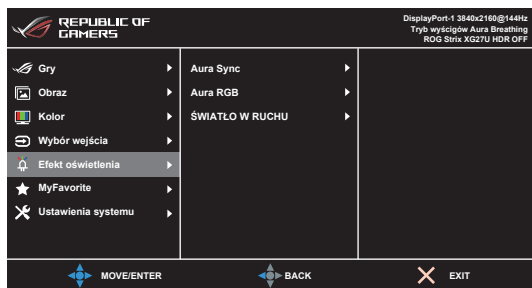 REPUBLIC OF
GAMERS
DisplayPort-1 3840x2160@144Hz
Tryb wyścigów Aura Breathing
ROG Strix XG27U HDR OFF
Gry
Obraz
Kolor
Wybór wejścia
Efekt oświetlenia
MyFavorite
Ustawienia systemu
Aura Sync
Aura RGB
ŚWIATŁO W RUCHU
MOVE/ENTER
BACK
EXIT